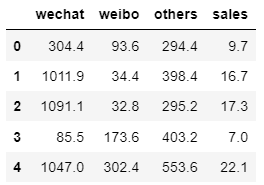 wechat weibo others sales
0 304.4 93.6 294.4 9.7
1 1011.9 34.4 398.4 16.7
2 1091.1 32.8 295.2 17.3
3 85.5 173.6 403.2 7.0
4 1047.0 302.4 553.6 22.1